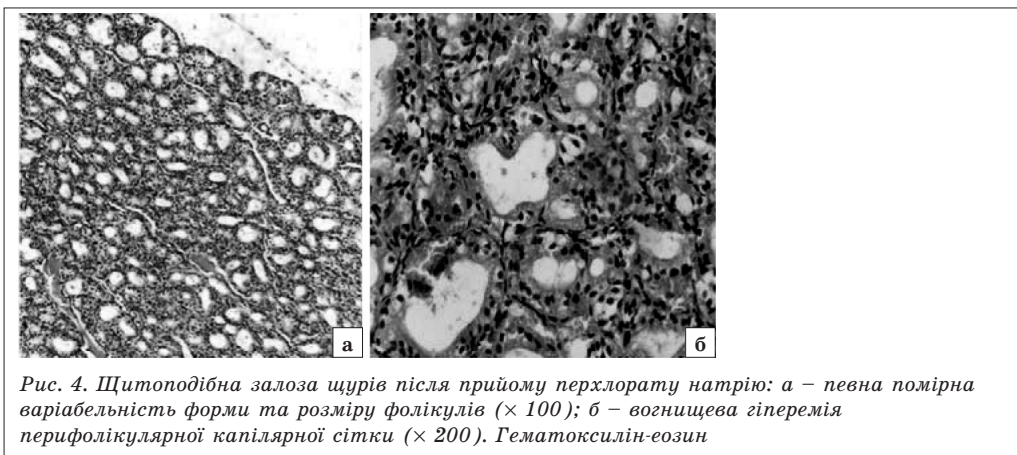 а
б
Рис. 4. Щитоподібна залоза щурів після прийому перхлорату натрію: а – певна помірна
варіабельність форми та розміру фолікулів (× 100); б – вогнищева гіперемія
перифолікулярної капілярної сітки (× 200). Гематоксилін-еозин